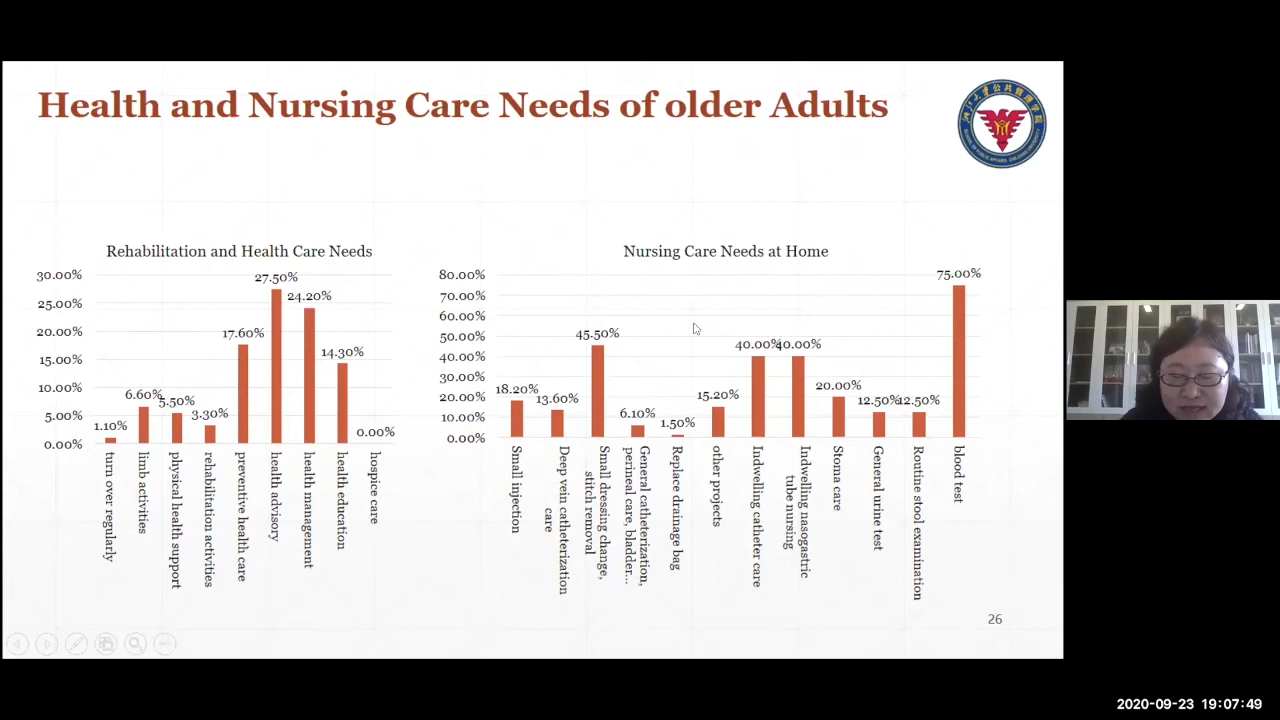 Health and Nursing Care Needs of older Adults
SCHOOL OF PUBLIC AFFAIRS, ZHEJIANG UNIVERSITY
Rehabilitation and Health Care Needs
30.00%
25.00%
20.00%
15.00%
10.00%
5.00%
0.00%
1.10%
6.60%
5.50%
3.30%
17.60%
27.50%
24.20%
14.30%
0.00%
turn over regularly
limb activities
physical health support
rehabilitation activities
preventive health care
health advisory
health management
health education
hospice care
Nursing Care Needs at Home
80.00%
70.00%
60.00%
50.00%
40.00%
30.00%
20.00%
10.00%
0.00%
18.20%
13.60%
45.50%
6.10%
1.50%
15.20%
40.00%
40.00%
20.00%
12.50%
12.50%
75.00%
Small injection
Deep vein catheterization
care
Small dressing change,
stitch removal
General catheterization,
perineal care, bladder...
Replace drainage bag
other projects
Indwelling catheter care
Indwelling nasogastric
tube nursing
Stoma care
General urine test
Routine stool examination
blood test
26
2020-09-23 19:07:49